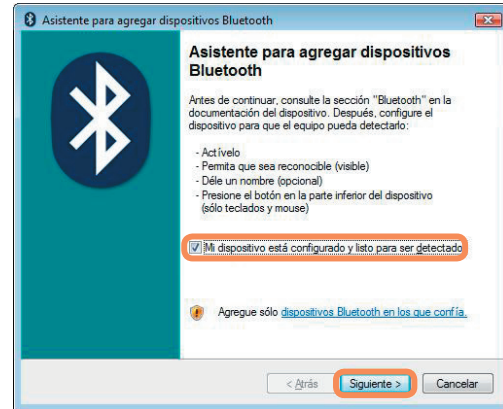 Asistente para agregar dispositivos Bluetooth
Asistente para agregar dispositivos
Bluetooth
Antes de continuar, consulte la sección "Bluetooth" en la
documentación del dispositivo. Después, configure el
dispositivo para que el equipo pueda detectarlo:
- Actívelo
- Permita que sea reconocible (visible)
- Déle un nombre (opcional)
- Presione el botón en la parte inferior del dispositivo
(sólo teclados y mouse)
Mi dispositivo está configurado y listo para ser detectado
Agregue sólo dispositivos Bluetooth en los que confía.
< Atrás
Siguiente >
Cancelar